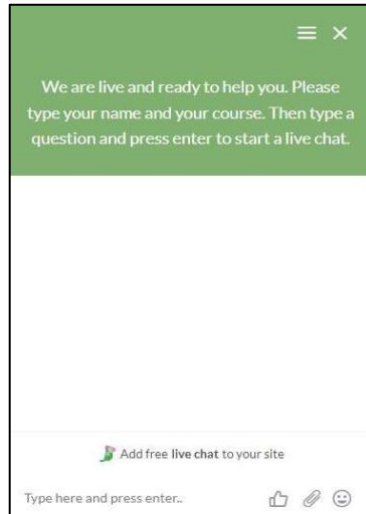 We are live and ready to help you. Please
type your name and your course. Then type a
question and press enter to start a live chat.
Add free live chat to your site
Type here and press enter..